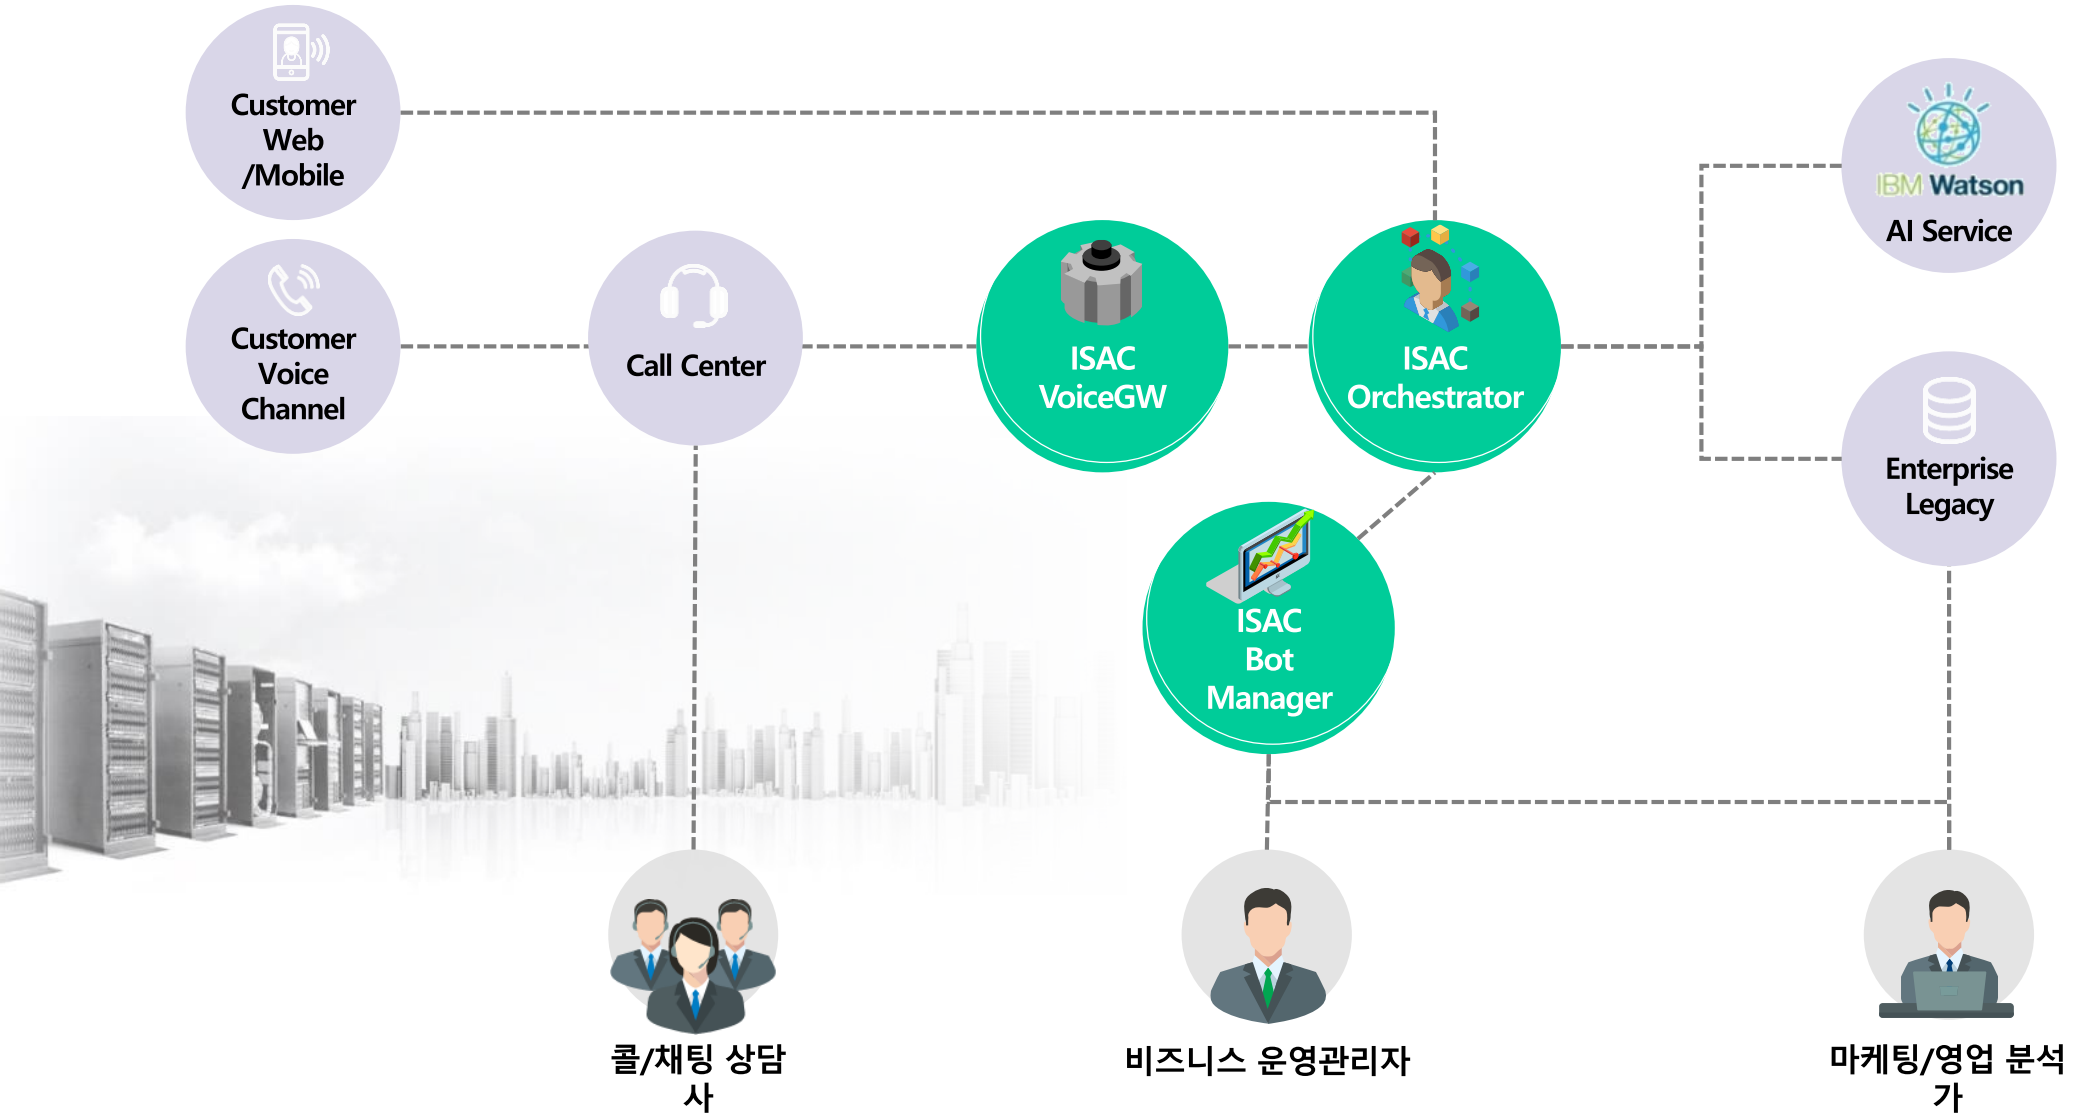 Customer
Web
/Mobile
IBM Watson
AI Service
Customer
Voice
Channel
Call Center
ISAC
VoiceGW
ISAC
Orchestrator
Enterprise
Legacy
ISAC
Bot
Manager
콜/채팅 상담
사
비즈니스 운영관리자
마케팅/영업 분석
가